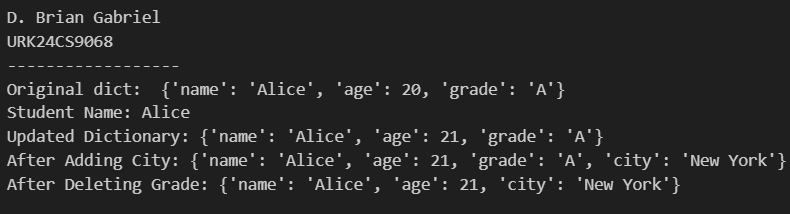 D. Brian Gabriel
URK24CS9068
------------------
Original dict:  {'name': 'Alice', 'age': 20, 'grade': 'A'}
Student Name: Alice
Updated Dictionary: {'name': 'Alice', 'age': 21, 'grade': 'A'}
After Adding City: {'name': 'Alice', 'age': 21, 'grade': 'A', 'city': 'New York'}
After Deleting Grade: {'name': 'Alice', 'age': 21, 'city': 'New York'}